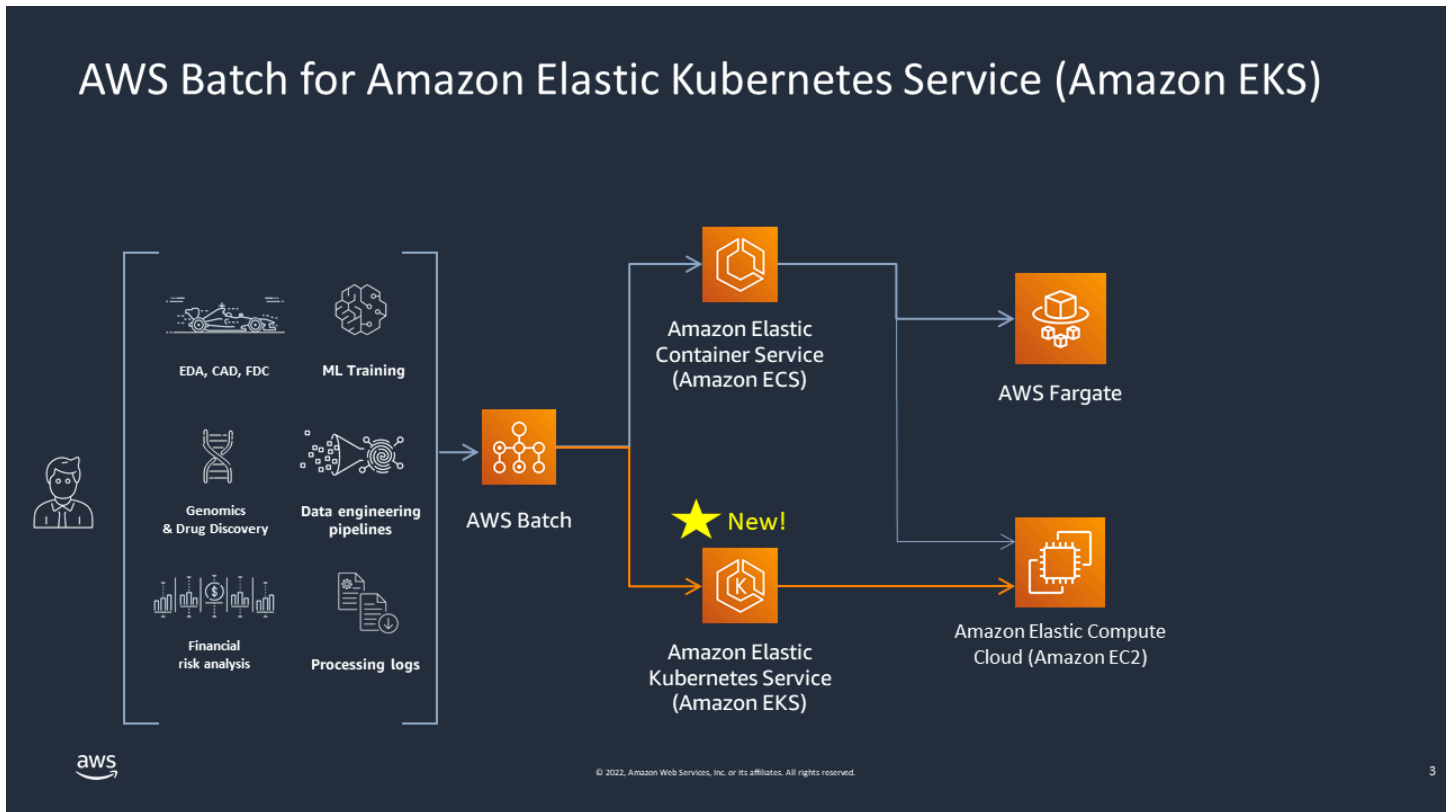 AWS Batch for Amazon Elastic Kubernetes Service (Amazon EKS)
EDA, CAD, FDC
ML Training
Genomics
& Drug Discovery
Data engineering
pipelines
Financial
risk analysis
Processing logs
AWS Batch
Amazon Elastic
Container Service
(Amazon ECS)
New!
K
Amazon Elastic
Kubernetes Service
(Amazon EKS)
AWS Fargate
Amazon Elastic Compute
Cloud (Amazon EC2)
$
aws
© 2022, Amazon Web Services, Inc. or its affiliates. All rights reserved.
3